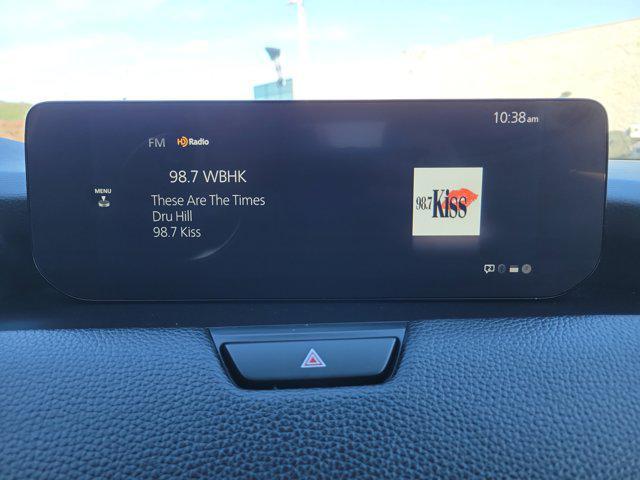 10:38am
FM HD Radio
98.7 WBHK
MENU
These Are The Times
Dru Hill
98.7 Kiss
98.7 Kiss